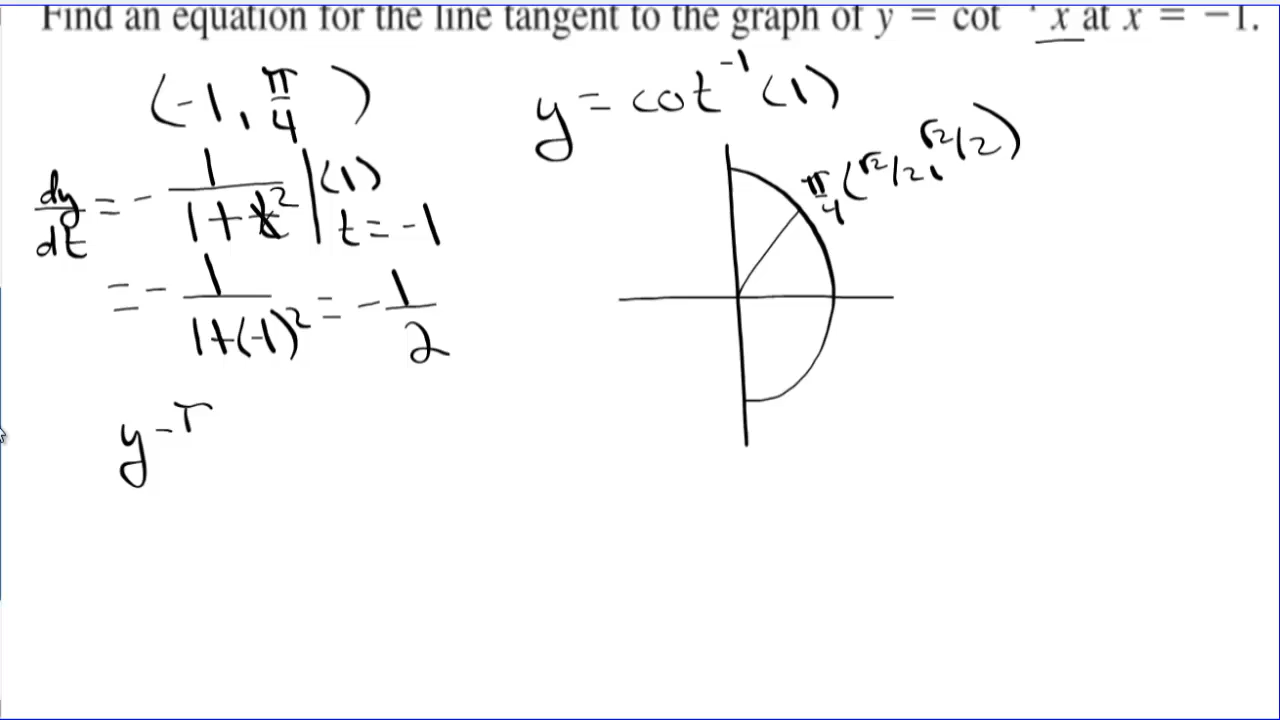 Find an equation for the line tangent to the graph of y = cot⁻¹ x at x = −1.
(-1, π/4)
y = cot⁻¹(1)
π/4 (√2/2, √2/2)
dy/dt = - 1/(1+t²) | (1) t = -1
= - 1/(1+(-1)²) = - 1/2
y - π